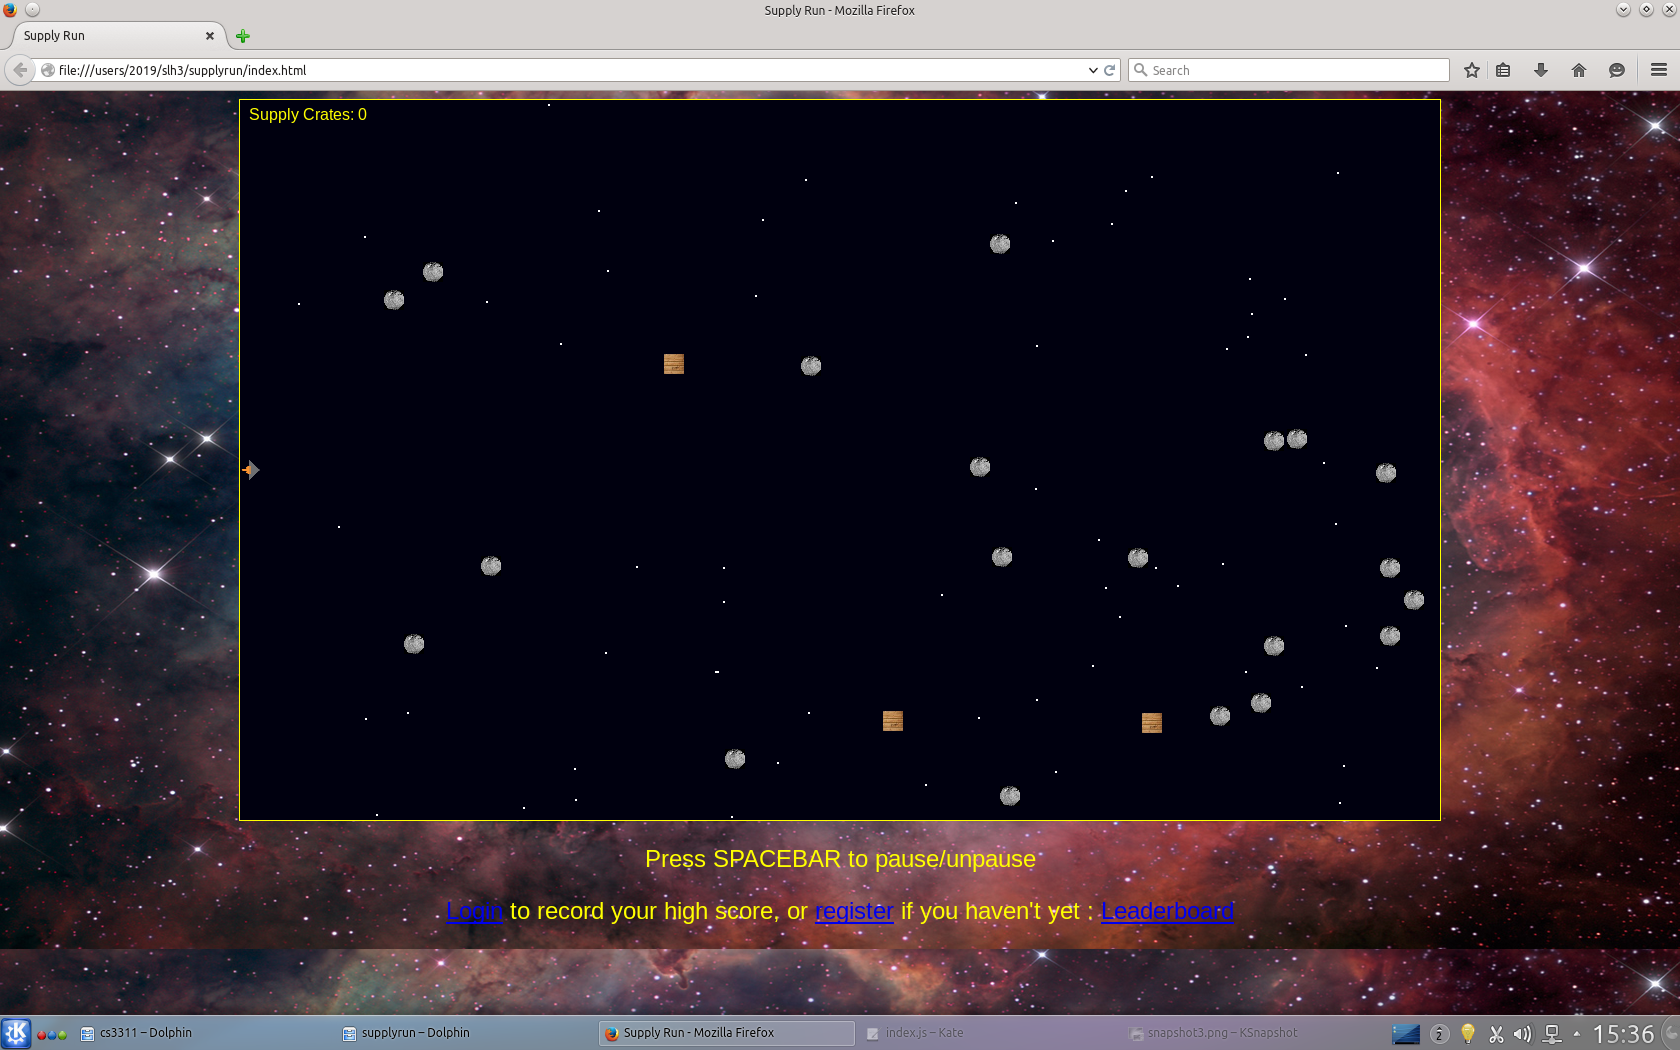 Supply Run - Mozilla Firefox
Supply Run
file:///users/2019/slh3/supplyrun/index.html
Search
Supply Crates: 0
Press SPACEBAR to pause/unpause
Login to record your high score, or register if you haven't yet : Leaderboard
cs3311 – Dolphin
supplyrun – Dolphin
Supply Run - Mozilla Firefox
index.js – Kate
snapshot3.png – KSnapshot
2
15:36